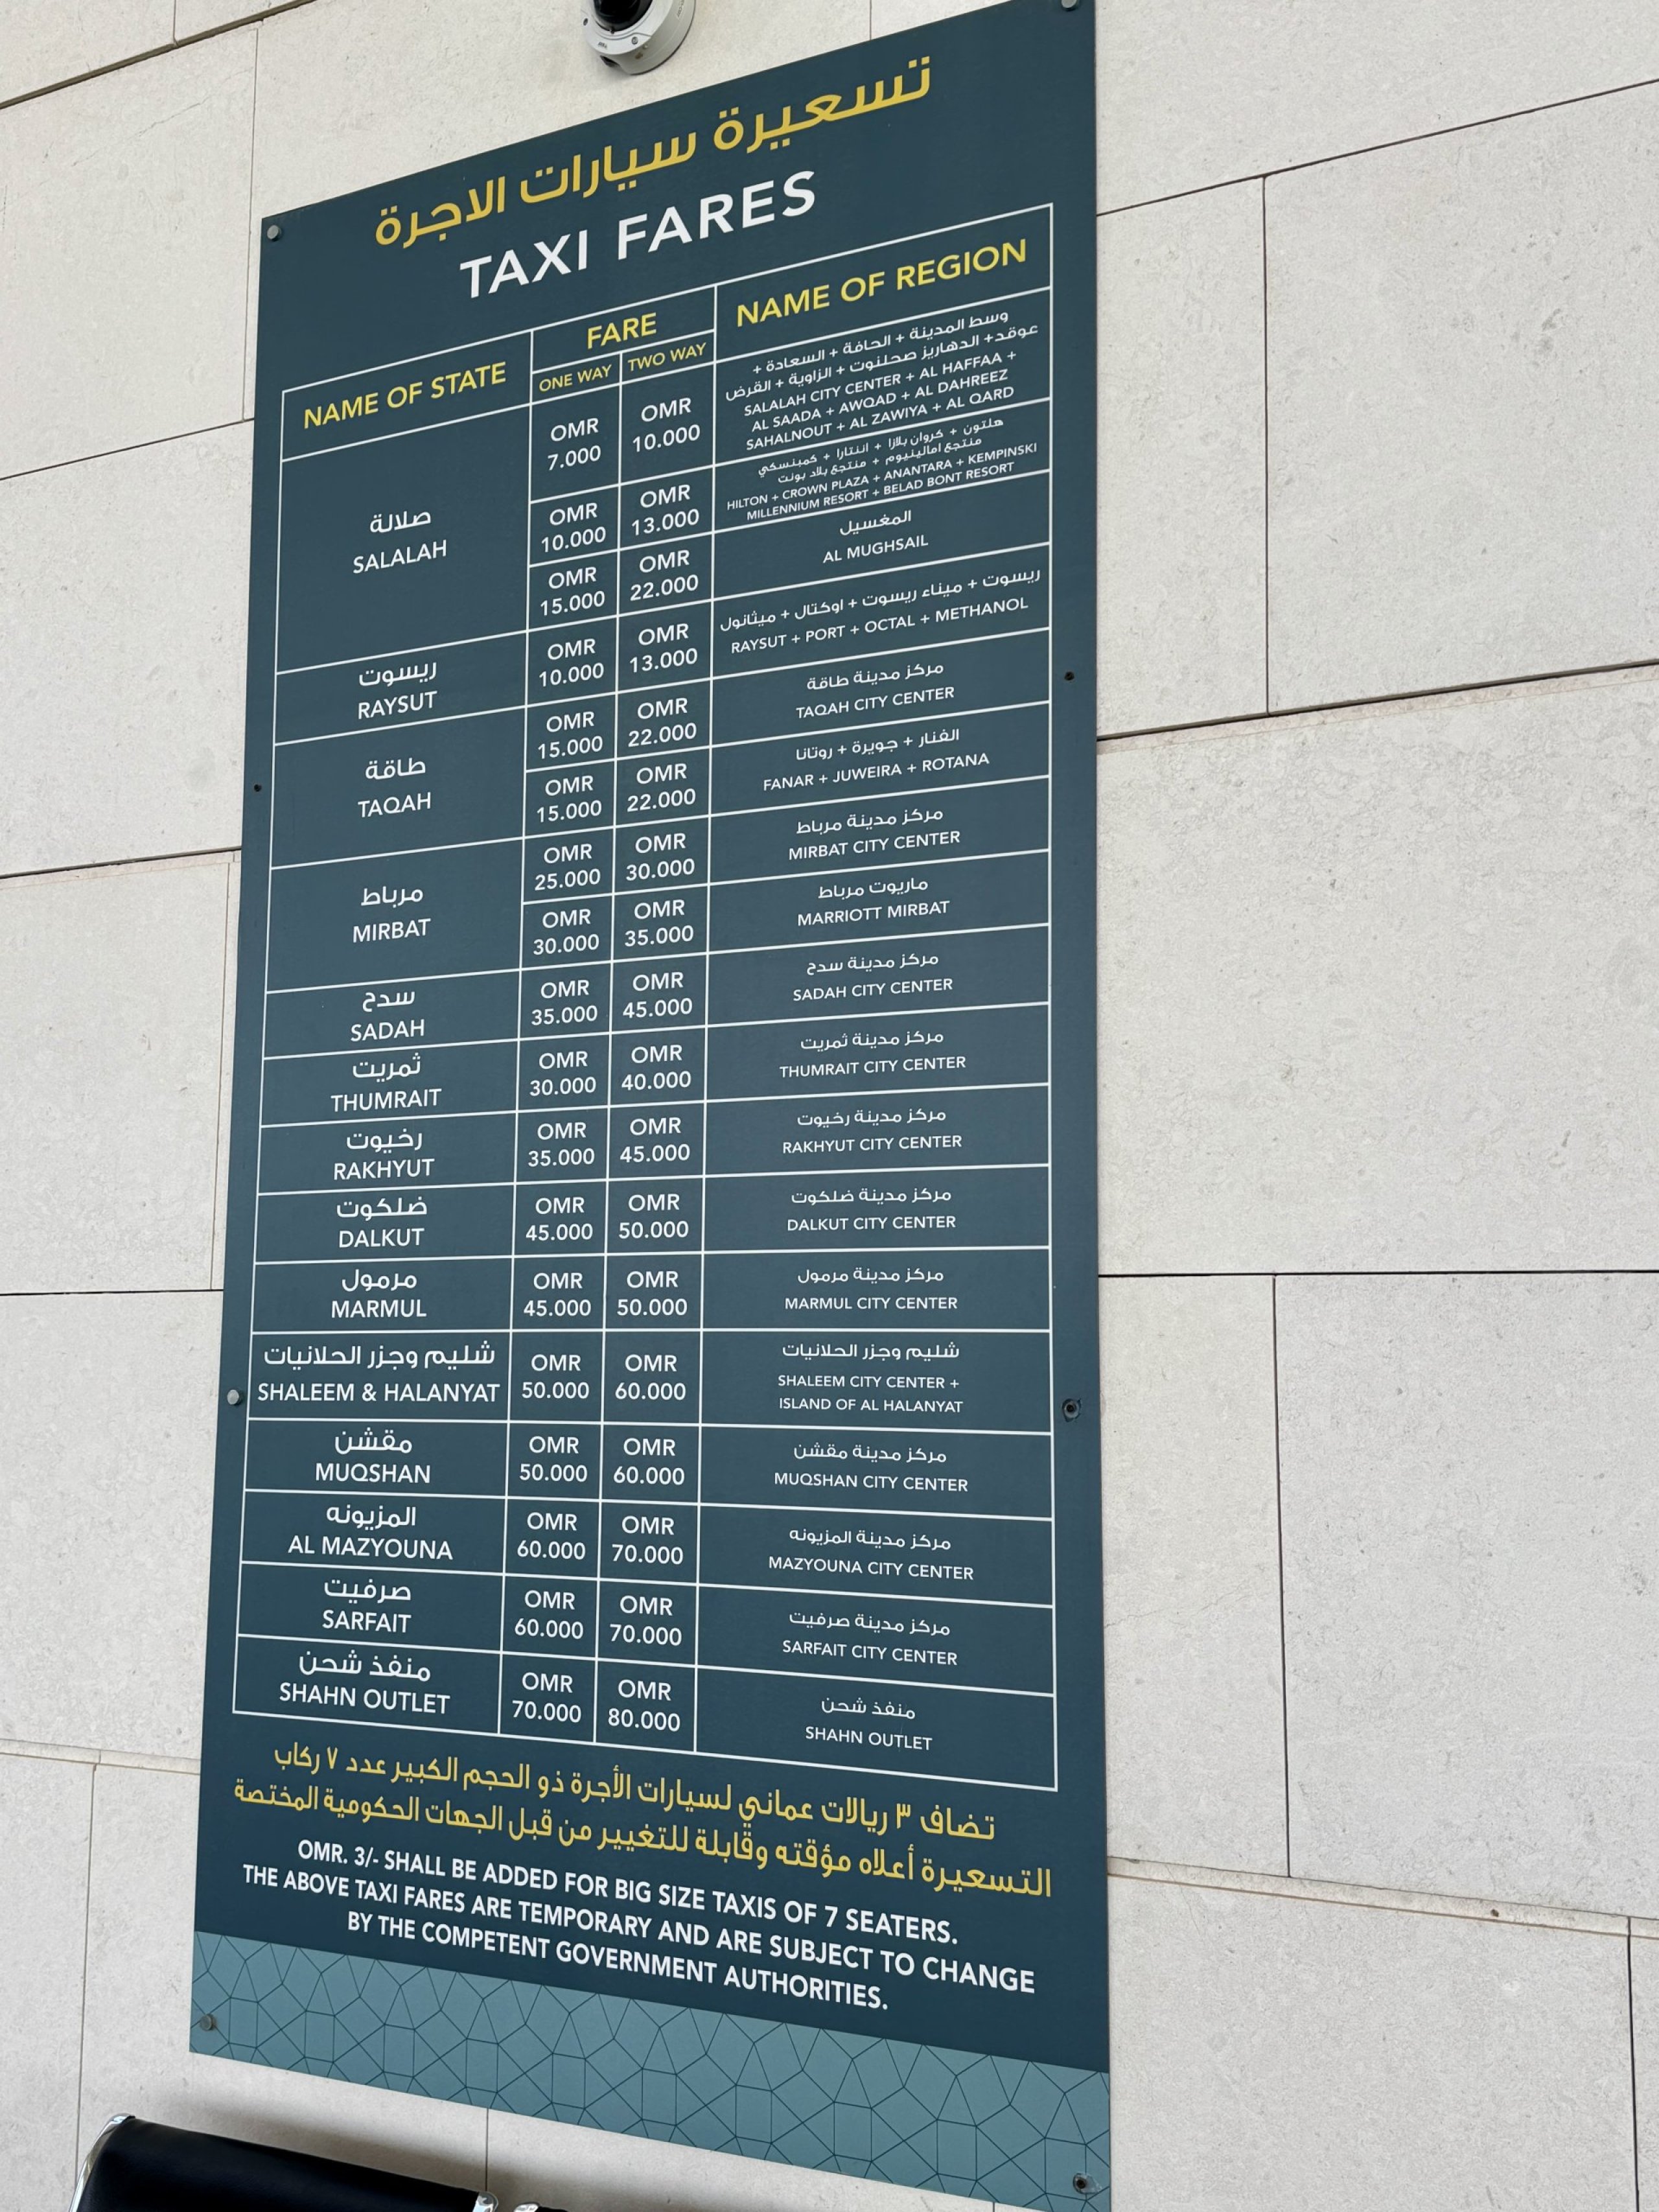 تسعيرة سيارات الاجرة
TAXI FARES
NAME OF STATE
FARE
ONE WAY
TWO WAY
NAME OF REGION
صلالة
SALALAH
OMR
7.000
OMR
10.000
وسط المدينة + الحافة + السعادة +
عوقد+ الدهاريز صحلنوت + الزاوية + القرض
SALALAH CITY CENTER + AL HAFFAA +
AL SAADA + AWQAD + AL DAHREEZ
SAHALNOUT + AL ZAWIYA + AL QARD
OMR
10.000
OMR
13.000
هلتون + كروان بلازا + اننتارا + كمبنسكي
منتجع امالينيوم + منتجع بلاد بونت
HILTON + CROWN PLAZA + ANANTARA + KEMPINSKI
MILLENNIUM RESORT + BELAD BONT RESORT
OMR
15.000
OMR
22.000
المغسيل
AL MUGHSAIL
ريسوت
RAYSUT
OMR
10.000
OMR
13.000
ريسوت + ميناء ريسوت + اوكتال + ميثانول
RAYSUT + PORT + OCTAL + METHANOL
طاقة
TAQAH
OMR
15.000
OMR
22.000
مركز مدينة طاقة
TAQAH CITY CENTER
OMR
15.000
OMR
22.000
الفنار + جويرة + روتانا
FANAR + JUWEIRA + ROTANA
مرباط
MIRBAT
OMR
25.000
OMR
30.000
مركز مدينة مرباط
MIRBAT CITY CENTER
OMR
30.000
OMR
35.000
ماريوت مرباط
MARRIOTT MIRBAT
سدح
SADAH
OMR
35.000
OMR
45.000
مركز مدينة سدح
SADAH CITY CENTER
ثمريت
THUMRAIT
OMR
30.000
OMR
40.000
مركز مدينة ثمريت
THUMRAIT CITY CENTER
رخيوت
RAKHYUT
OMR
35.000
OMR
45.000
مركز مدينة رخيوت
RAKHYUT CITY CENTER
ضلكوت
DALKUT
OMR
45.000
OMR
50.000
مركز مدينة ضلكوت
DALKUT CITY CENTER
مرمول
MARMUL
OMR
45.000
OMR
50.000
مركز مدينة مرمول
MARMUL CITY CENTER
شليم وجزر الحلانيات
SHALEEM & HALANYAT
OMR
50.000
OMR
60.000
شليم وجزر الحلانيات
SHALEEM CITY CENTER +
ISLAND OF AL HALANYAT
مقشن
MUQSHAN
OMR
50.000
OMR
60.000
مركز مدينة مقشن
MUQSHAN CITY CENTER
المزيونه
AL MAZYOUNA
OMR
60.000
OMR
70.000
مركز مدينة المزيونه
MAZYOUNA CITY CENTER
صرفيت
SARFAIT
OMR
60.000
OMR
70.000
مركز مدينة صرفيت
SARFAIT CITY CENTER
منفذ شحن
SHAHN OUTLET
OMR
70.000
OMR
80.000
منفذ شحن
SHAHN OUTLET
تضاف ٣ ريالات عماني لسيارات الأجرة ذو الحجم الكبير عدد ٧ ركاب
التسعيرة أعلاه مؤقته وقابلة للتغيير من قبل الجهات الحكومية المختصة
OMR. 3/- SHALL BE ADDED FOR BIG SIZE TAXIS OF 7 SEATERS.
THE ABOVE TAXI FARES ARE TEMPORARY AND ARE SUBJECT TO CHANGE
BY THE COMPETENT GOVERNMENT AUTHORITIES.